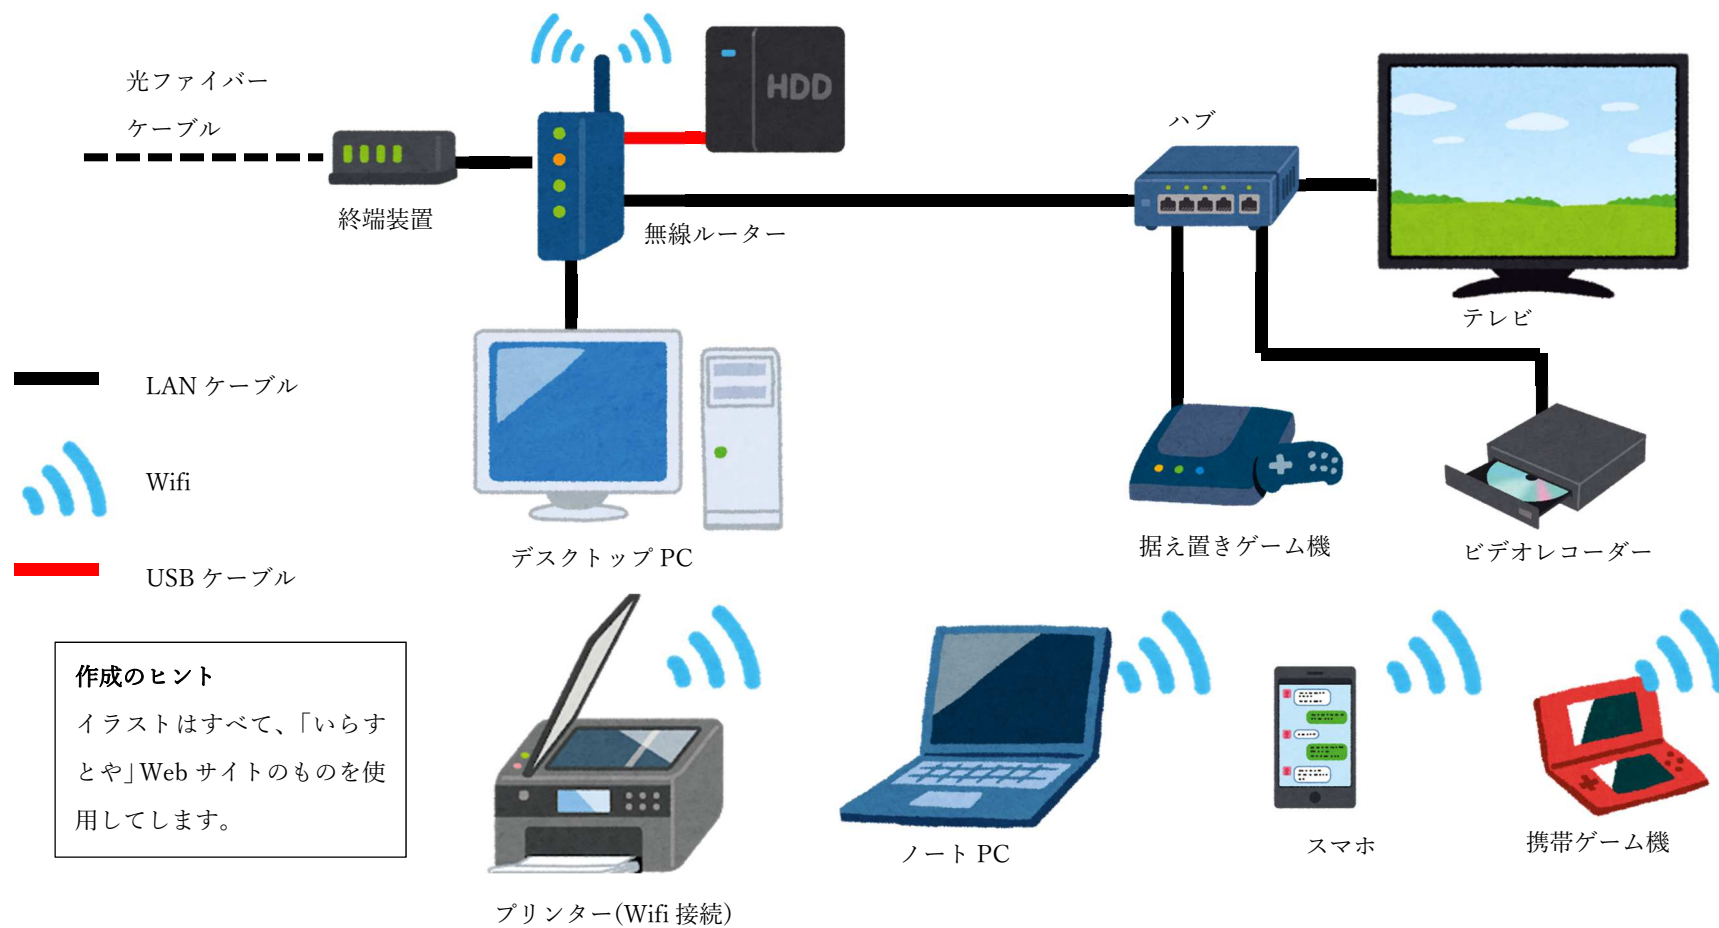 光ファイバー
ケーブル
HDD
ハブ
終端装置
無線ルーター
テレビ
LAN ケーブル
Wifi
USB ケーブル
デスクトップ PC
据え置きゲーム機
ビデオレコーダー
作成のヒント
イラストはすべて、「いらす
とや」Web サイトのものを使
用してします。
ノート PC
スマホ
携帯ゲーム機
プリンター(Wifi 接続)